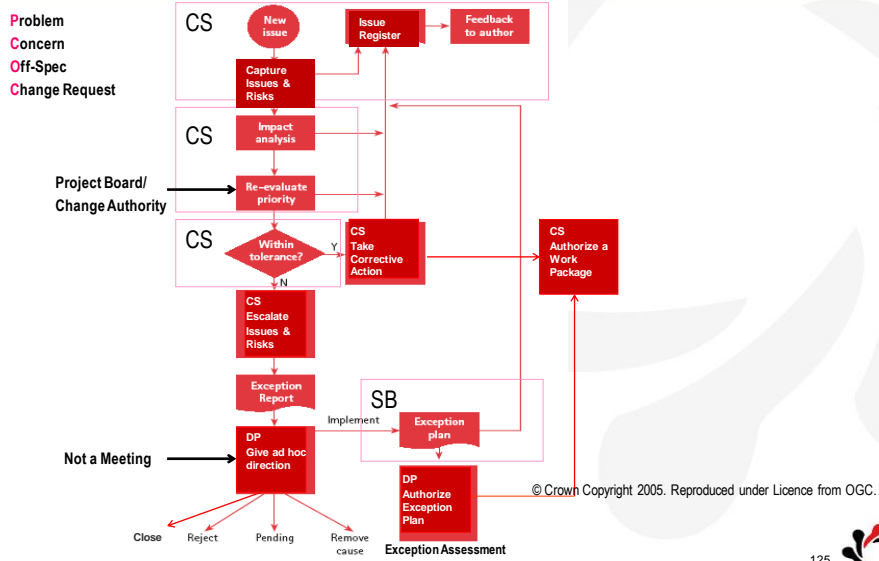 Problem
Concern
Off-Spec
Change Request
CS
New
issue
Issue
Register
Feedback
to author
Capture
Issues &
Risks
CS
Impact
analysis
Project Board/
Change Authority
Re-evaluate
priority
CS
Within
tolerance?
Y
N
CS
Take
Corrective
Action
CS
Authorize a
Work
Package
CS
Escalate
Issues &
Risks
Exception
Report
Implement
SB
Exception
plan
Not a Meeting
DP
Give ad hoc
direction
DP
Authorize
Exception
Plan
© Crown Copyright 2005. Reproduced under Licence from OGC.
Close
Reject
Pending
Remove
cause
Exception Assessment
125